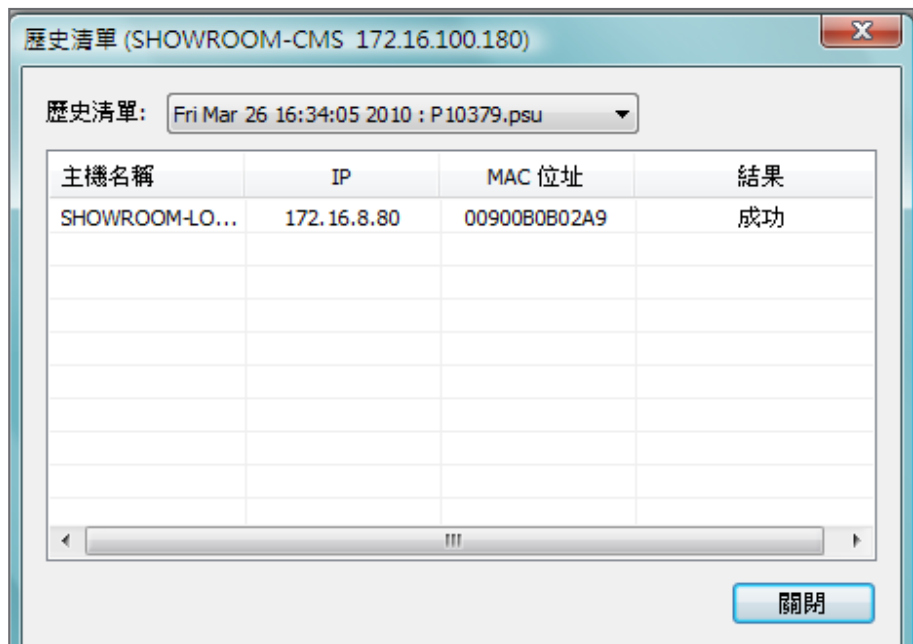 歷史清單 (SHOWROOM-CMS 172.16.100.180)
歷史清單: Fri Mar 26 16:34:05 2010 : P10379.psu
主機名稱 IP MAC 位址 結果
SHOWROOM-LO... 172.16.8.80 00900B0B02A9 成功
關閉